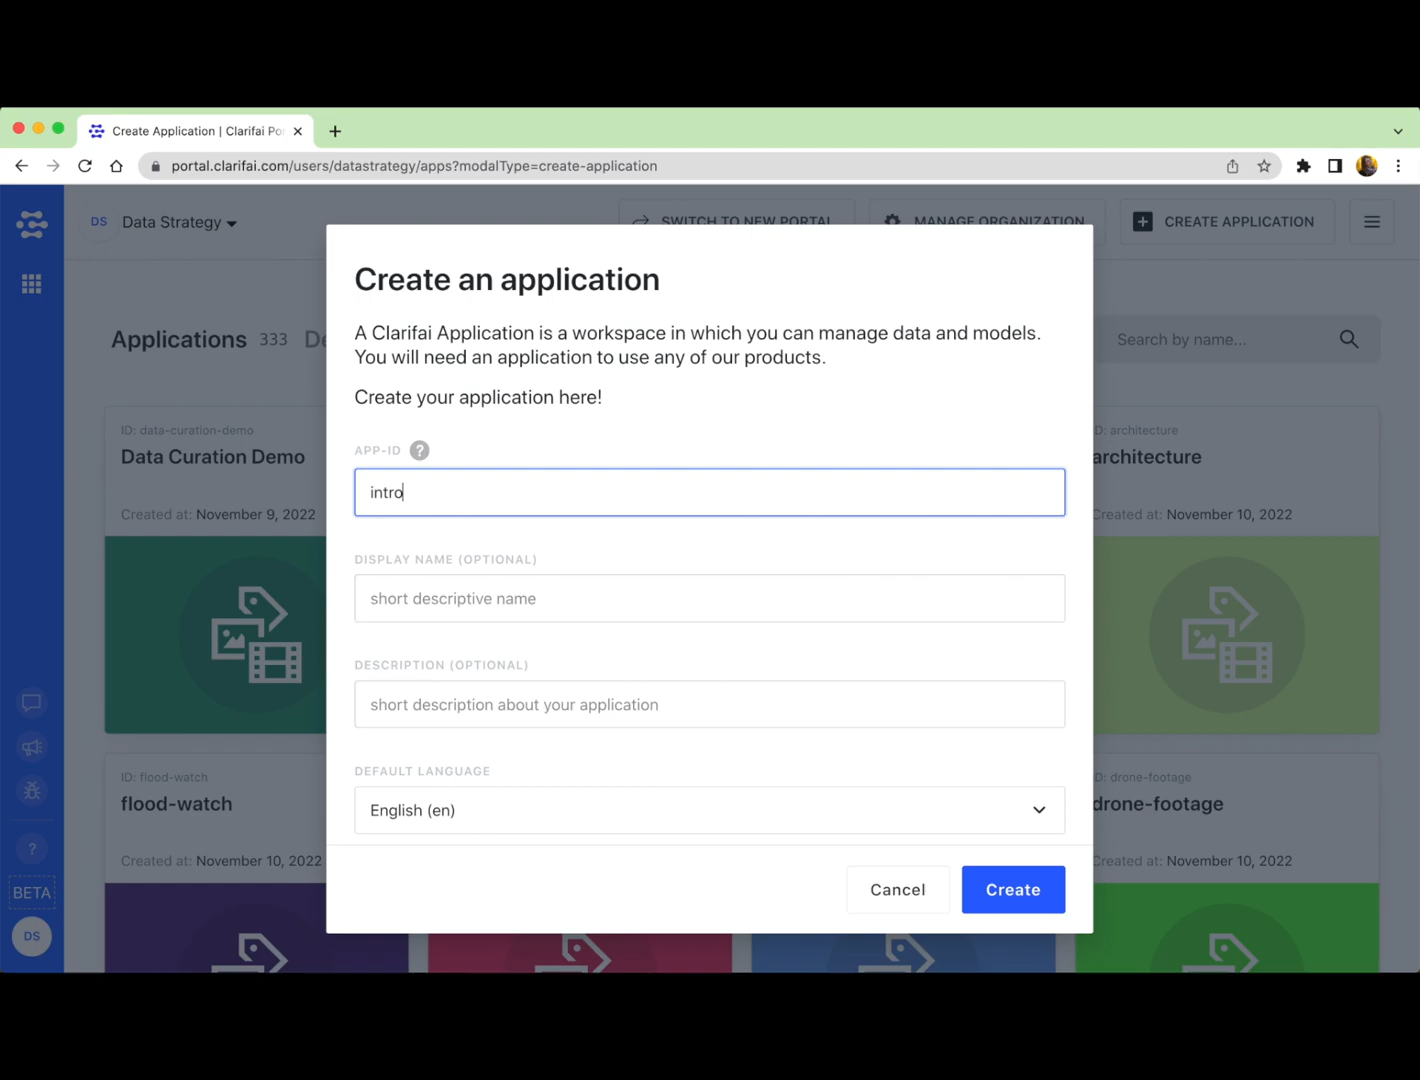 Create Application | Clarifai Po
portal.clarifai.com/users/datastrategy/apps?modalType=create-application
DS Data Strategy
SWITCH TO NEW PORTAL
MANAGE ORGANIZATION
CREATE APPLICATION
Applications 333 De
Search by name...
Create an application
A Clarifai Application is a workspace in which you can manage data and models.
You will need an application to use any of our products.
Create your application here!
APP-ID ?
intro
DISPLAY NAME (OPTIONAL)
short descriptive name
DESCRIPTION (OPTIONAL)
short description about your application
DEFAULT LANGUAGE
English (en)
Cancel
Create
ID: data-curation-demo
Data Curation Demo
Created at: November 9, 2022
D: architecture
architecture
Created at: November 10, 2022
ID: flood-watch
flood-watch
Created at: November 10, 2022
D: drone-footage
drone-footage
Created at: November 10, 2022
?
BETA
DS